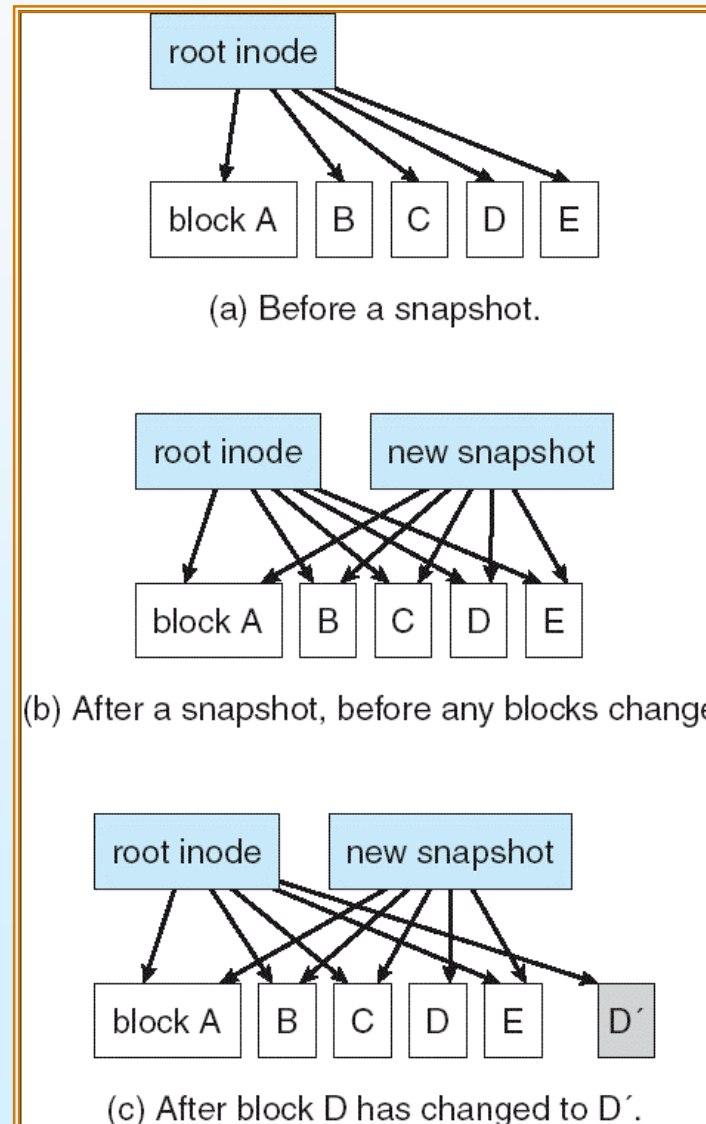 root inode
block A B C D E
(a) Before a snapshot.
root inode new snapshot
block A B C D E
(b) After a snapshot, before any blocks change
root inode new snapshot
block A B C D E D´
(c) After block D has changed to D´.